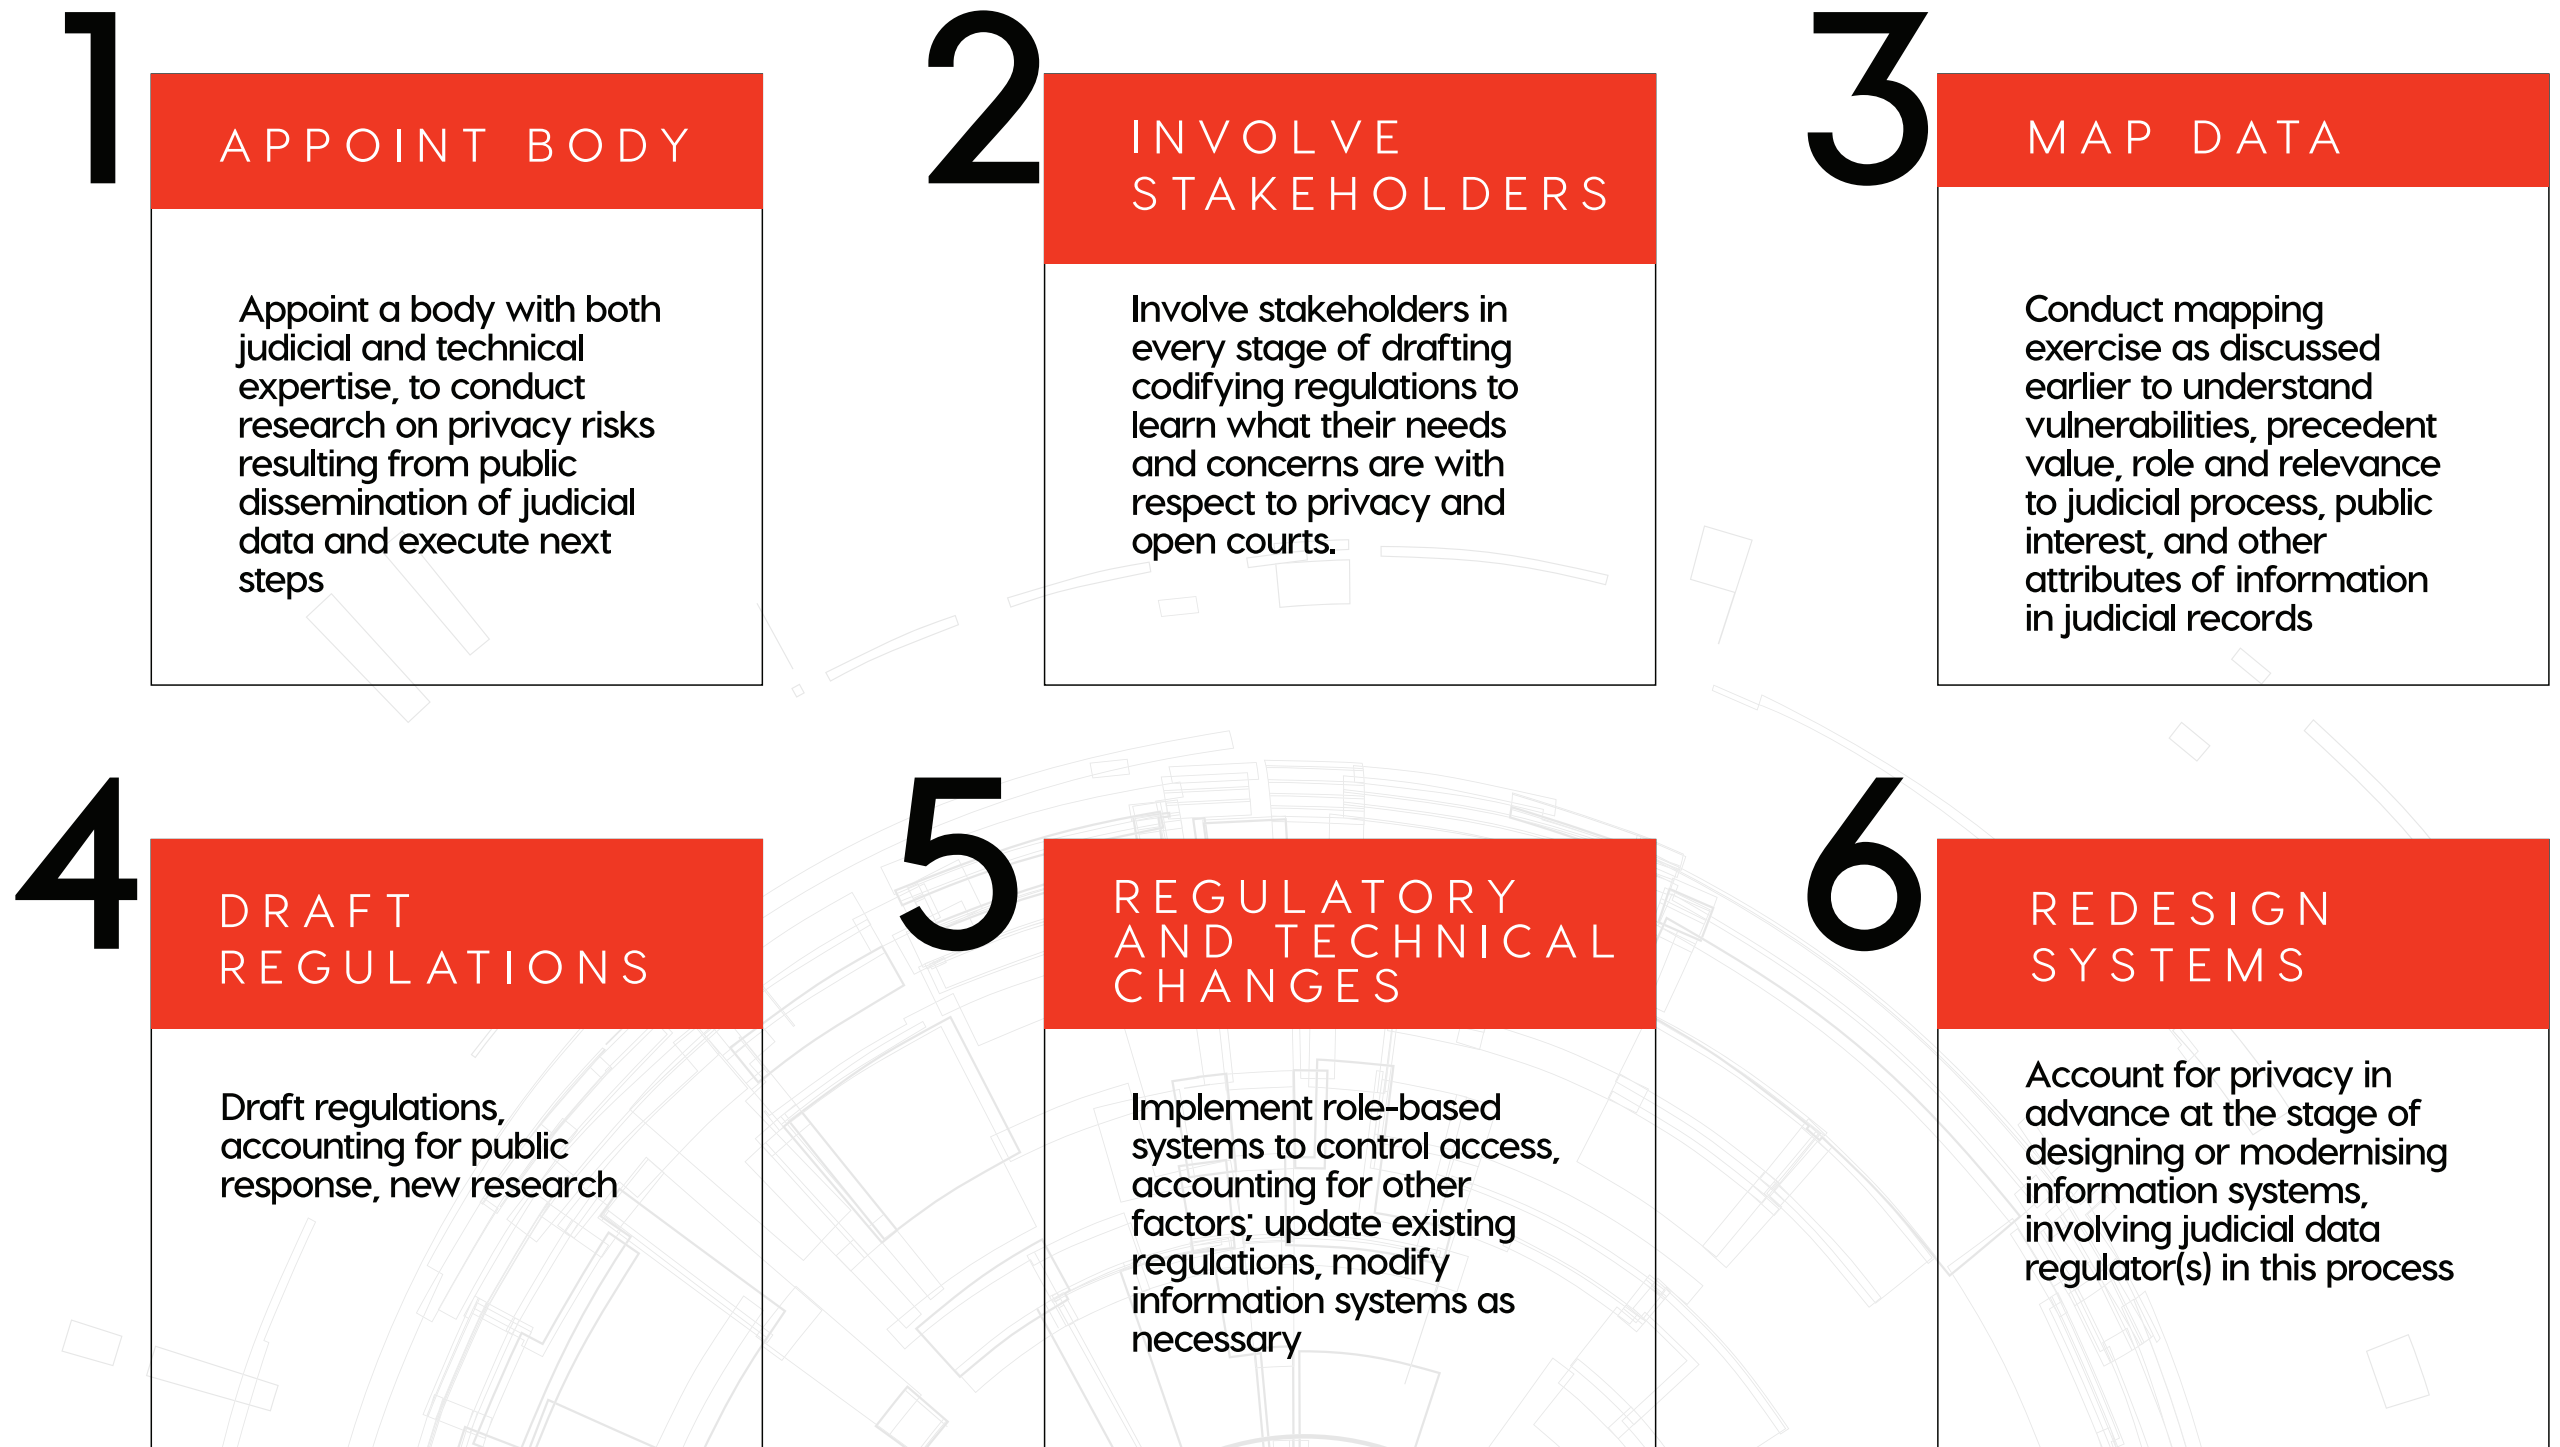 1
APPOINT BODY
Appoint a body with both
judicial and technical
expertise, to conduct
research on privacy risks
resulting from public
dissemination of judicial
data and execute next
steps
2
INVOLVE
STAKEHOLDERS
Involve stakeholders in
every stage of drafting
codifying regulations to
learn what their needs
and concerns are with
respect to privacy and
open courts.
3
MAP DATA
Conduct mapping
exercise as discussed
earlier to understand
vulnerabilities, precedent
value, role and relevance
to judicial process, public
interest, and other
attributes of information
in judicial records
4
DRAFT
REGULATIONS
Draft regulations,
accounting for public
response, new research
5
REGULATORY
AND TECHNICAL
CHANGES
Implement role-based
systems to control access,
accounting for other
factors; update existing
regulations, modify
information systems as
necessary
6
REDESIGN
SYSTEMS
Account for privacy in
advance at the stage of
designing or modernising
information systems,
involving judicial data
regulator(s) in this process